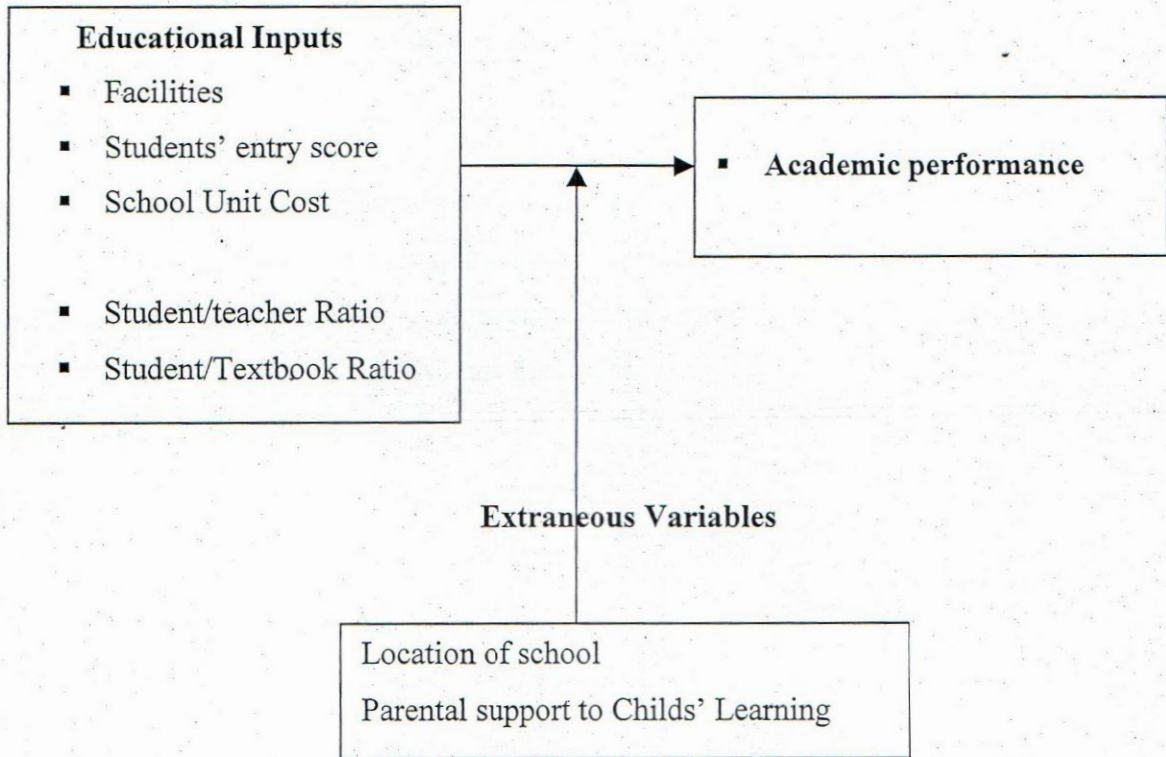 Educational Inputs
▪ Facilities
▪ Students’ entry score
▪ School Unit Cost
▪ Student/teacher Ratio
▪ Student/Textbook Ratio
▪ Academic performance
Extraneous Variables
Location of school
Parental support to Childs’ Learning